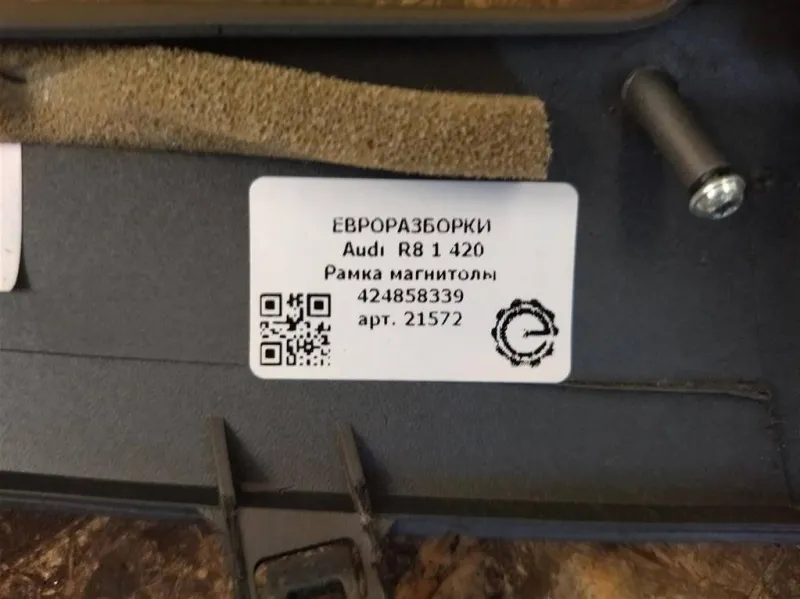 ЕВРОРАЗБОРКИ
Audi R8 1 420
Рамка магнитолы
424858339
арт. 21572